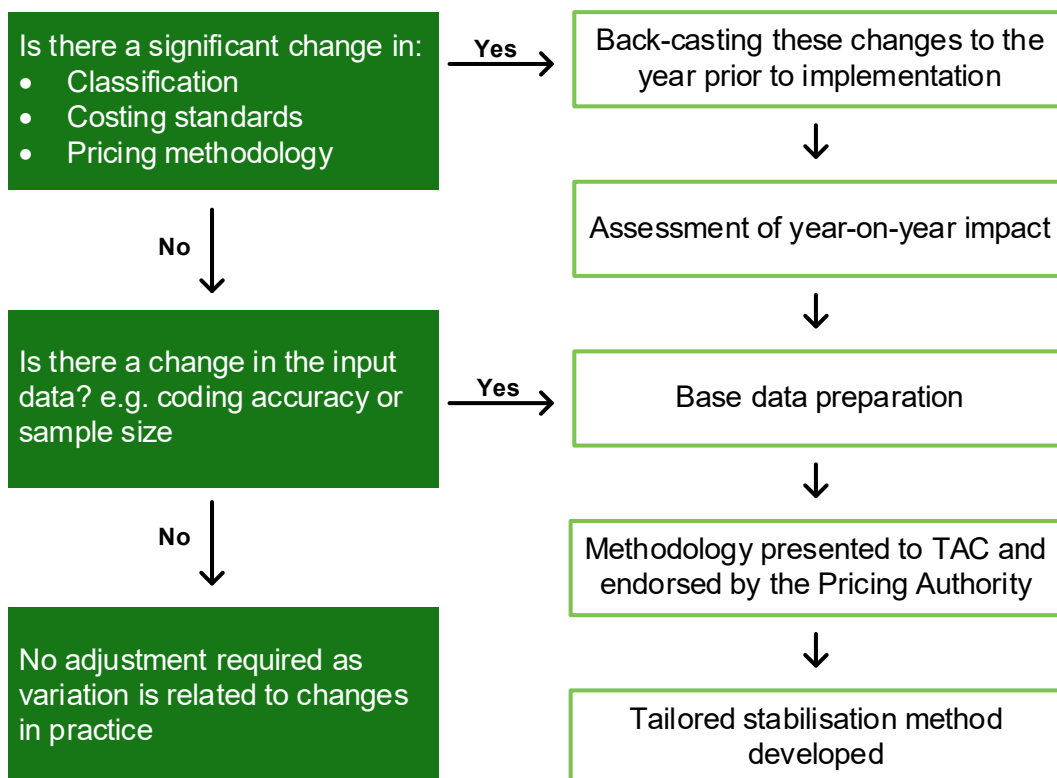 Is there a significant change in:
• Classification
• Costing standards
• Pricing methodology
Yes
Back-casting these changes to the
year prior to implementation
No
Assessment of year-on-year impact
Is there a change in the input
data? e.g. coding accuracy or
sample size
Yes
Base data preparation
No
Methodology presented to TAC and
endorsed by the Pricing Authority
No adjustment required as
variation is related to changes
in practice
Tailored stabilisation method
developed